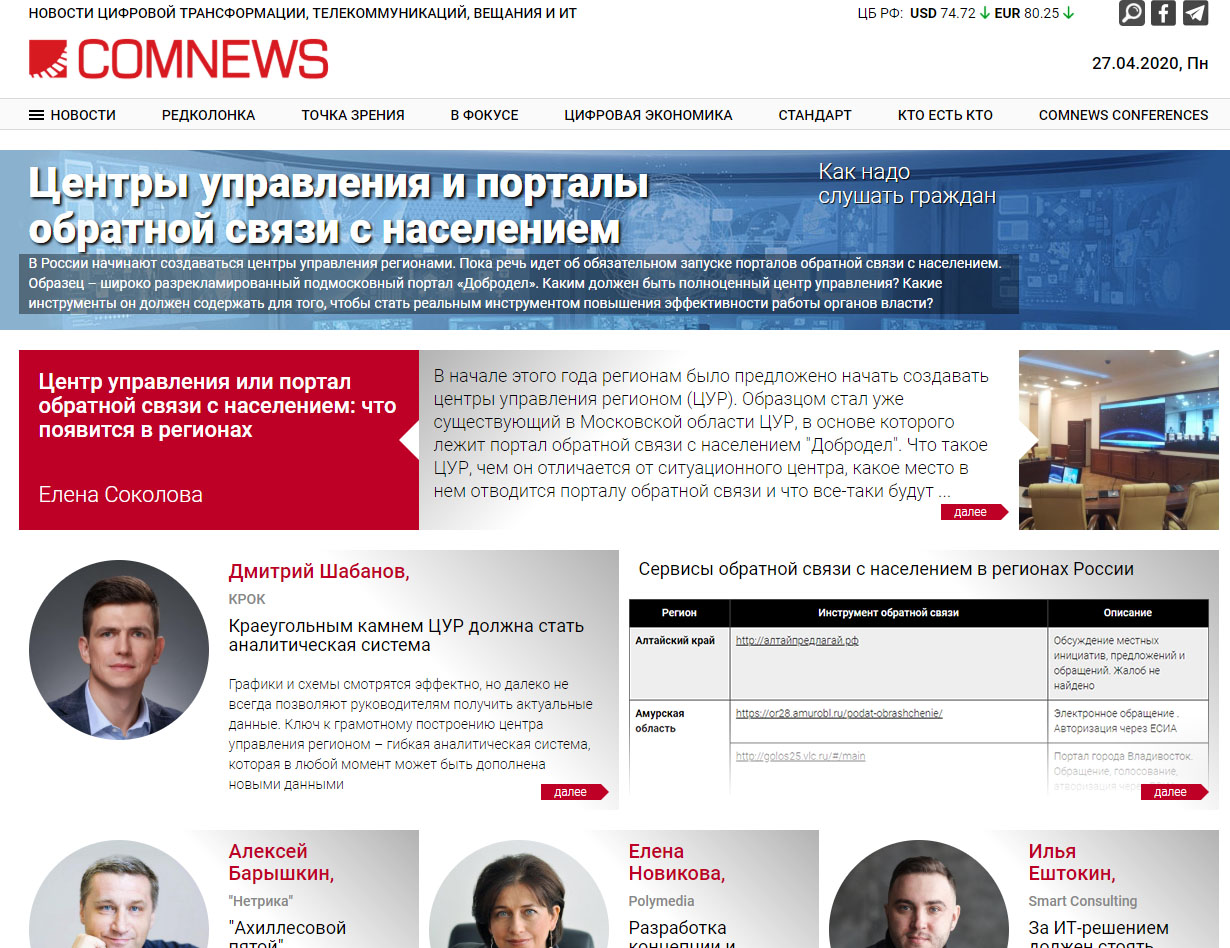 НОВОСТИ ЦИФРОВОЙ ТРАНСФОРМАЦИИ, ТЕЛЕКОММУНИКАЦИЙ, ВЕЩАНИЯ И ИТ
ЦБ РФ: USD 74.72 ↓ EUR 80.25 ↓
COMNEWS
27.04.2020, Пн
НОВОСТИ РЕДКОЛОНКА ТОЧКА ЗРЕНИЯ В ФОКУСЕ ЦИФРОВАЯ ЭКОНОМИКА СТАНДАРТ КТО ЕСТЬ КТО COMNEWS CONFERENCES
Центры управления и порталы
обратной связи с населением
Как надо
слушать граждан
В России начинают создаваться центры управления регионами. Пока речь идет об обязательном запуске порталов обратной связи с населением.
Образец – широко разрекламированный подмосковный портал «Добродел». Каким должен быть полноценный центр управления? Какие
инструменты он должен содержать для того, чтобы стать реальным инструментом повышения эффективности работы органов власти?
Центр управления или портал
обратной связи с населением: что
появится в регионах
Елена Соколова
В начале этого года регионам было предложено начать создавать
центры управления регионом (ЦУР). Образцом стал уже
существующий в Московской области ЦУР, в основе которого
лежит портал обратной связи с населением "Добродел". Что такое
ЦУР, чем он отличается от ситуационного центра, какое место в
нем отводится порталу обратной связи и что все-таки будут ...
далее
Дмитрий Шабанов,
КРОК
Краеугольным камнем ЦУР должна стать
аналитическая система
Графики и схемы смотрятся эффектно, но далеко не
всегда позволяют руководителям получить актуальные
данные. Ключ к грамотному построению центра
управления регионом – гибкая аналитическая система,
которая в любой момент может быть дополнена
новыми данными
далее
Сервисы обратной связи с населением в регионах России
Регион Инструмент обратной связи Описание
Алтайский край http://алтайпредлагай.рф Обсуждение местных
инициатив, предложений и
обращений. Жалоб не
найдено
Амурская
область
https://or28.amurobl.ru/podat-obrashchenie/ Электронное обращение .
Авторизация через ЕСИА
http://golos25.vlc.ru/#/main Портал города Владивосток.
Обращение, голосование,
авторизация через
далее
Алексей
Барышкин,
"Нетрика"
"Ахиллесовой
пятой"
Елена
Новикова,
Polymedia
Разработка
концепции и
Илья
Ештокин,
Smart Consulting
За ИТ-решением
должен стоять